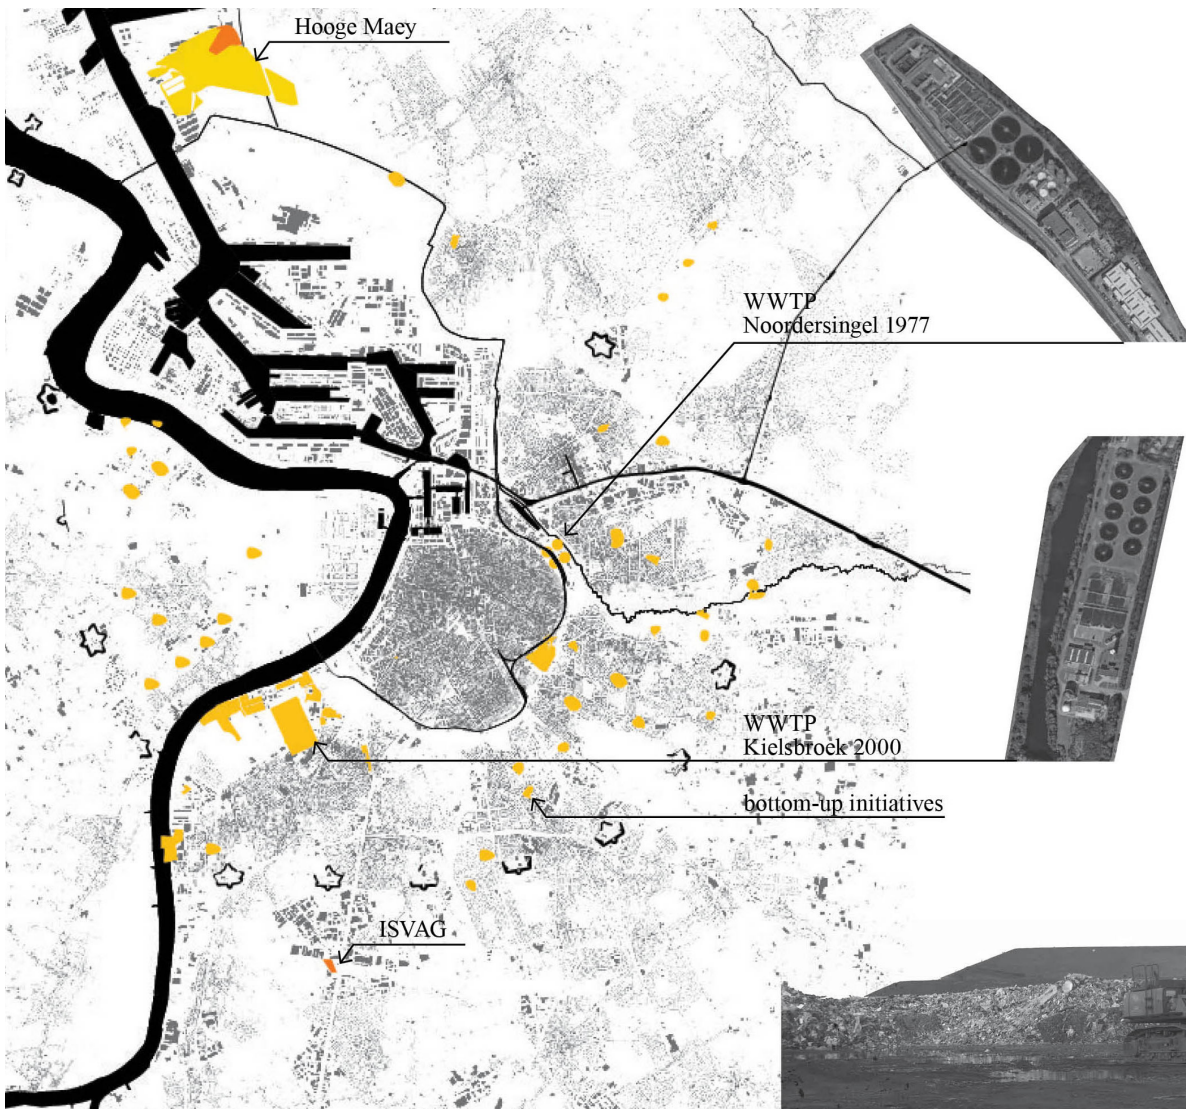 Hooge Maey
WWTP
Noordersingel 1977
WWTP
Kielsbroek 2000
bottom-up initiatives
ISVAG